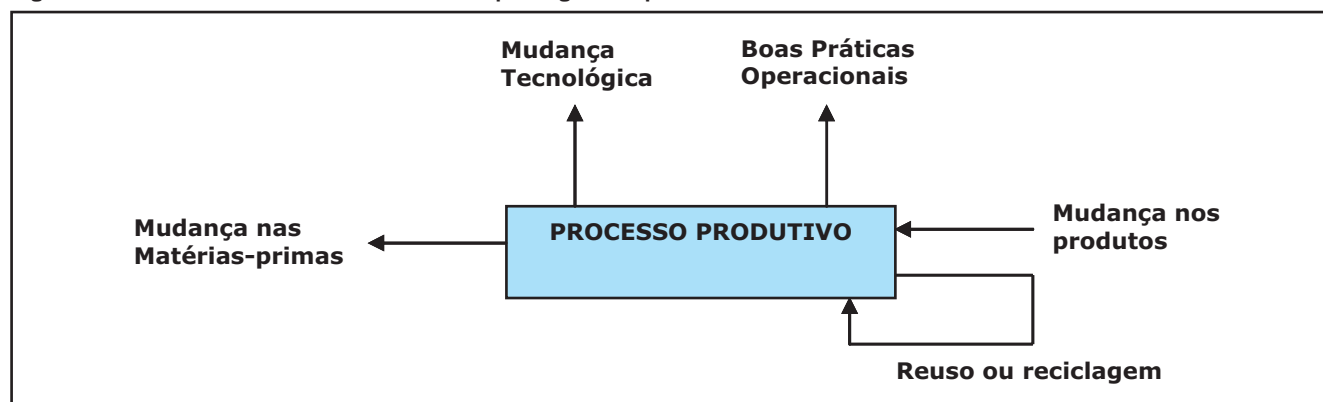 Mudança
Tecnológica
Boas Práticas
Operacionais
Mudança nas
Matérias-primas
PROCESSO PRODUTIVO
Mudança nos
produtos
Reuso ou reciclagem